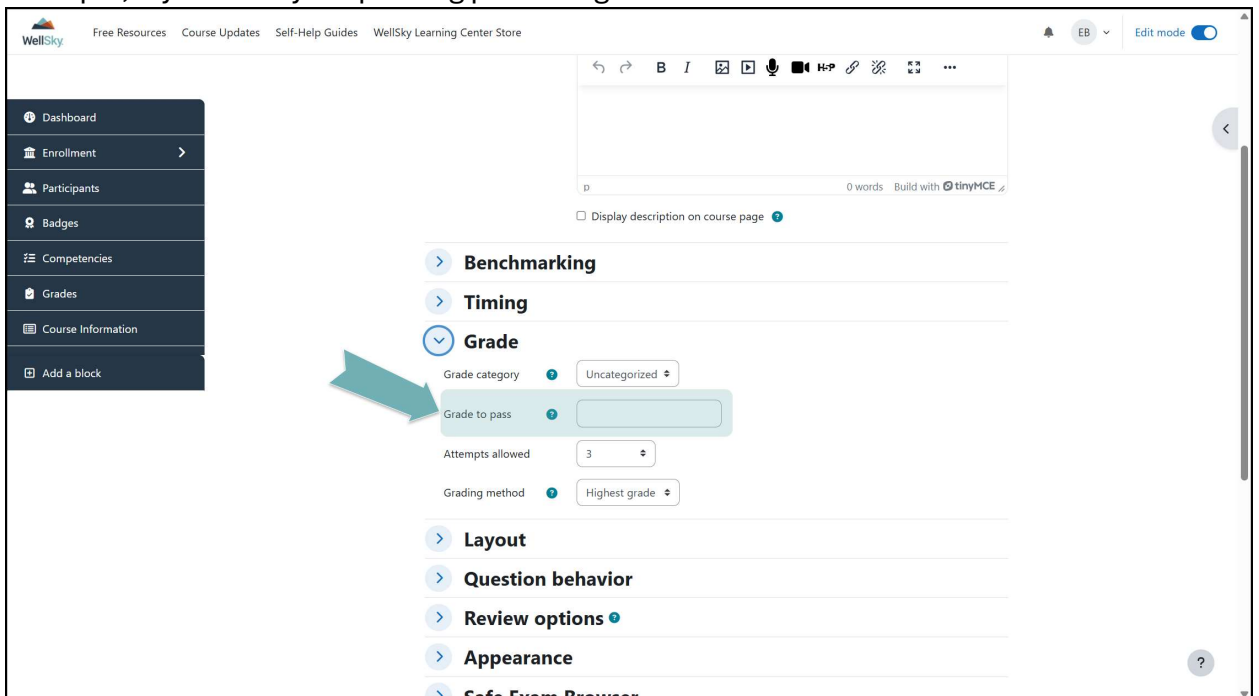 WellSky
Free Resources Course Updates Self-Help Guides WellSky Learning Center Store
EB
Edit mode
B I H-P
Dashboard
Enrollment
Participants
Badges
Competencies
Grades
Course Information
Add a block
p 0 words Build with tinyMCE
Display description on course page
Benchmarking
Timing
Grade
Grade category Uncategorized
Grade to pass
Attempts allowed 3
Grading method Highest grade
Layout
Question behavior
Review options
Appearance
Safe Exam Browser